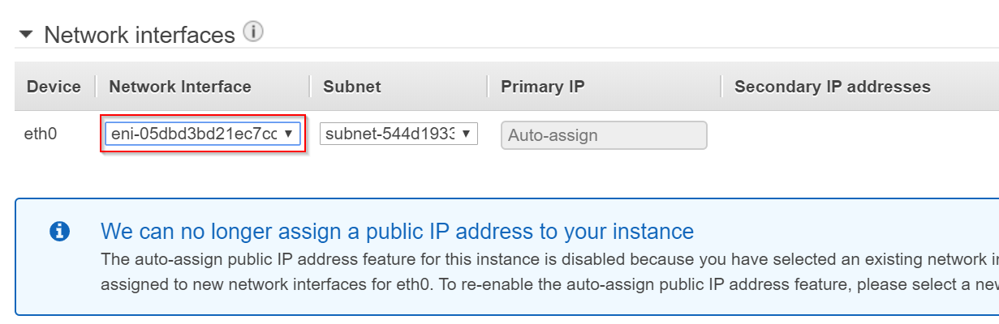 Network interfaces
Device Network Interface Subnet Primary IP Secondary IP addresses
eth0 eni-05dbd3bd21ec7cc subnet-544d1933 Auto-assign
We can no longer assign a public IP address to your instance
The auto-assign public IP address feature for this instance is disabled because you have selected an existing network
assigned to new network interfaces for eth0. To re-enable the auto-assign public IP address feature, please select a